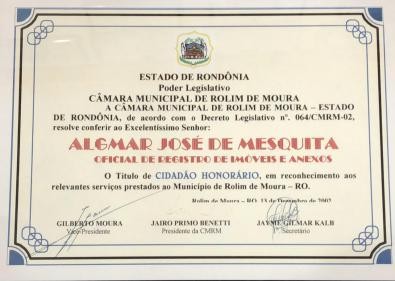 ESTADO DE RONDÔNIA
Poder Legislativo
CÂMARA MUNICIPAL DE ROLIM DE MOURA
A CÂMARA MUNICIPAL DE ROLIM DE MOURA – ESTADO
DE RONDÔNIA, de acordo com o Decreto Legislativo nº. 064/CMRM-02,
resolve conferir ao Excelentíssimo Senhor:
ALGMAR JOSÉ DE MESQUITA
OFICIAL DE REGISTRO DE IMÓVEIS E ANEXOS
O Título de CIDADÃO HONORÁRIO, em reconhecimento aos
relevantes serviços prestados ao Município de Rolim de Moura – RO.
Rolim de Moura – RO, 13 de Dezembro de 2002
GILBERTO MOURA JAIRO PRIMO BENETTI JAYME GILMAR KALB
Vice-Presidente Presidente da CMRM 1º Secretário